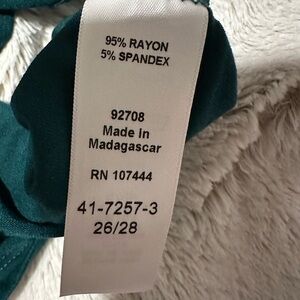 95% RAYON
5% SPANDEX
92708
Made In
Madagascar
RN 107444
41-7257-3
26/28